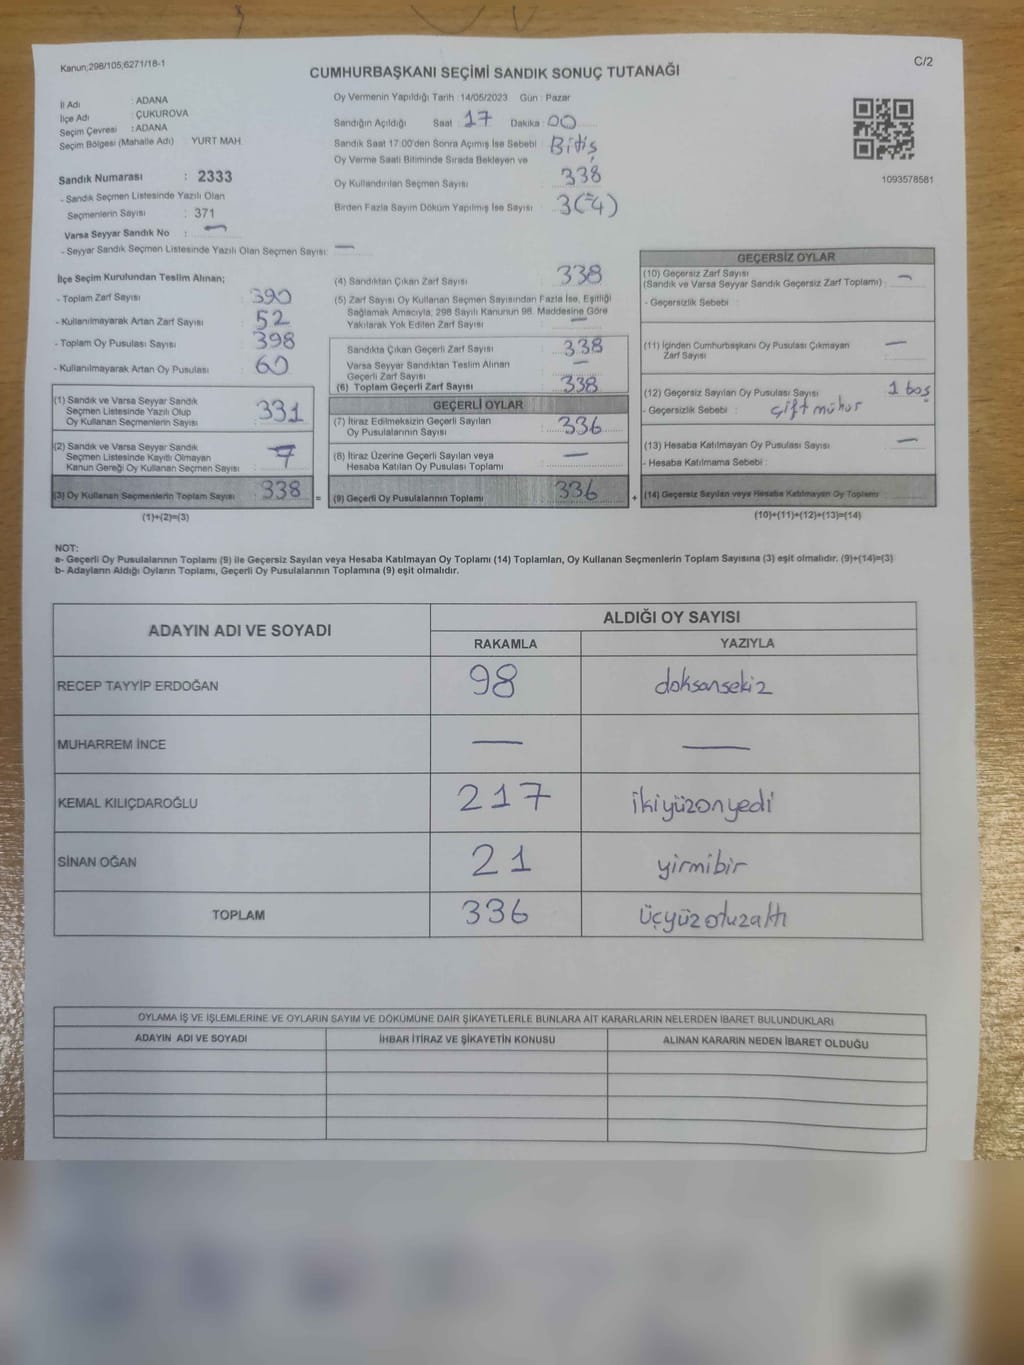 Kanun;298/105;6271/18-1
C/2
CUMHURBAŞKANI SEÇİMİ SANDIK SONUÇ TUTANAĞI
İl Adı : ADANA
İlçe Adı : ÇUKUROVA
Seçim Çevresi : ADANA
Seçim Bölgesi (Mahalle Adı) YURT MAH
Sandık Numarası : 2333
- Sandık Seçmen Listesinde Yazılı Olan
Seçmenlerin Sayısı : 371
Varsa Seyyar Sandık No : —
- Seyyar Sandık Seçmen Listesinde Yazılı Olan Seçmen Sayısı: —
Oy Vermenin Yapıldığı Tarih : 14/05/2023 Gün : Pazar
Sandığın Açıldığı Saat : 17 Dakika : 00
Sandık Saat 17:00'den Sonra Açımış İse Sebebi : Bitiş
Oy Verme Saati Bitiminde Sırada Bekleyen ve
Oy Kullandırılan Seçmen Sayısı : 338
Birden Fazla Sayım Döküm Yapılmış İse Sayısı : 3(=4)
1093578581
İlçe Seçim Kurulundan Teslim Alınan;
- Toplam Zarf Sayısı : 390
- Kullanılmayarak Artan Zarf Sayısı : 52
- Toplam Oy Pusulası Sayısı : 398
- Kullanılmayarak Artan Oy Pusulası : 60
(1) Sandık ve Varsa Seyyar Sandık
Seçmen Listesinde Yazılı Olup
Oy Kullanan Seçmenlerin Sayısı : 331
(2) Sandık ve Varsa Seyyar Sandık
Seçmen Listesinde Kayıtlı Olmayan
Kanun Gereği Oy Kullanan Seçmen Sayısı : 7
(3) Oy Kullanan Seçmenlerin Toplam Sayısı : 338 =
(1)+(2)=(3)
(4) Sandıktan Çıkan Zarf Sayısı : 338
(5) Zarf Sayısı Oy Kullanan Seçmen Sayısından Fazla İse, Eşitliği
Sağlamak Amacıyla, 298 Sayılı Kanunun 98. Maddesine Göre
Yakılarak Yok Edilen Zarf Sayısı : —
Sandıkta Çıkan Geçerli Zarf Sayısı : 338
Varsa Seyyar Sandıktan Teslim Alınan
Geçerli Zarf Sayısı : —
(6) Toplam Geçerli Zarf Sayısı : 338
GEÇERLİ OYLAR
(7) İtiraz Edilmeksizin Geçerli Sayılan
Oy Pusulalarının Sayısı : 336
(8) İtiraz Üzerine Geçerli Sayılan veya
Hesaba Katılan Oy Pusulası Toplamı : —
(9) Geçerli Oy Pusulalarının Toplamı : 336 +
GEÇERSİZ OYLAR
(10) Geçersiz Zarf Sayısı
(Sandık ve Varsa Seyyar Sandık Geçersiz Zarf Toplamı) : —
- Geçersizlik Sebebi :
(11) İçinden Cumhurbaşkanı Oy Pusulası Çıkmayan
Zarf Sayısı : —
(12) Geçersiz Sayılan Oy Pusulası Sayısı : 1 boş
- Geçersizlik Sebebi : çift mühür
(13) Hesaba Katılmayan Oy Pusulası Sayısı : —
- Hesaba Katılmama Sebebi :
(14) Geçersiz Sayılan veya Hesaba Katılmayan Oy Toplamı :
(10)+(11)+(12)+(13)=(14)
NOT:
a- Geçerli Oy Pusulalarının Toplamı (9) ile Geçersiz Sayılan veya Hesaba Katılmayan Oy Toplamı (14) Toplamları, Oy Kullanan Seçmenlerin Toplam Sayısına (3) eşit olmalıdır. (9)+(14)=(3)
b- Adayların Aldığı Oyların Toplamı, Geçerli Oy Pusulalarının Toplamına (9) eşit olmalıdır.
ADAYIN ADI VE SOYADI
ALDIĞI OY SAYISI
RAKAMLA YAZIYLA
RECEP TAYYİP ERDOĞAN 98 doksansekiz
MUHARREM İNCE — —
KEMAL KILIÇDAROĞLU 217 ikiyüzonyedi
SİNAN OĞAN 21 yirmibir
TOPLAM 336 üçyüzotuzaltı
OYLAMA İŞ VE İŞLEMLERİNE VE OYLARIN SAYIM VE DÖKÜMÜNE DAİR ŞİKAYETLERLE BUNLARA AİT KARARLARIN NELERDEN İBARET BULUNDUKLARI
ADAYIN ADI VE SOYADI İHBAR İTİRAZ VE ŞİKAYETİN KONUSU ALINAN KARARIN NEDEN İBARET OLDUĞU